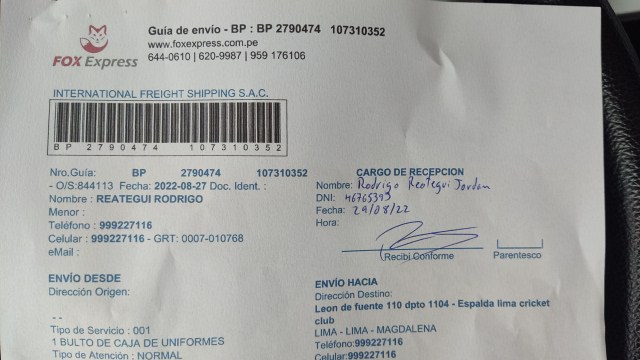 FOX Express
Guía de envío - BP : BP 2790474 107310352
www.foxexpress.com.pe
644-0610 | 620-9987 | 959 176106
INTERNATIONAL FREIGHT SHIPPING S.A.C.
BP 2790474 107310352
Nro.Guía: BP 2790474 107310352
- O/S:844113 Fecha: 2022-08-27 Doc. Ident. :
Nombre : REATEGUI RODRIGO
Menor :
Teléfono : 999227116
Celular : 999227116 - GRT: 0007-010768
eMail :
CARGO DE RECEPCION
Nombre: Rodrigo Reategui Jordan
DNI: 46765393
Fecha: 29/08/22
Hora:
Recibi Conforme
Parentesco
ENVÍO DESDE
Dirección Origen:
--
Tipo de Servicio : 001
1 BULTO DE CAJA DE UNIFORMES
Tipo de Atención : NORMAL
ENVÍO HACIA
Dirección Destino:
Leon de fuente 110 dpto 1104 - Espalda lima cricket
club
LIMA - LIMA - MAGDALENA
Telefono:999227116
Celular:999227116